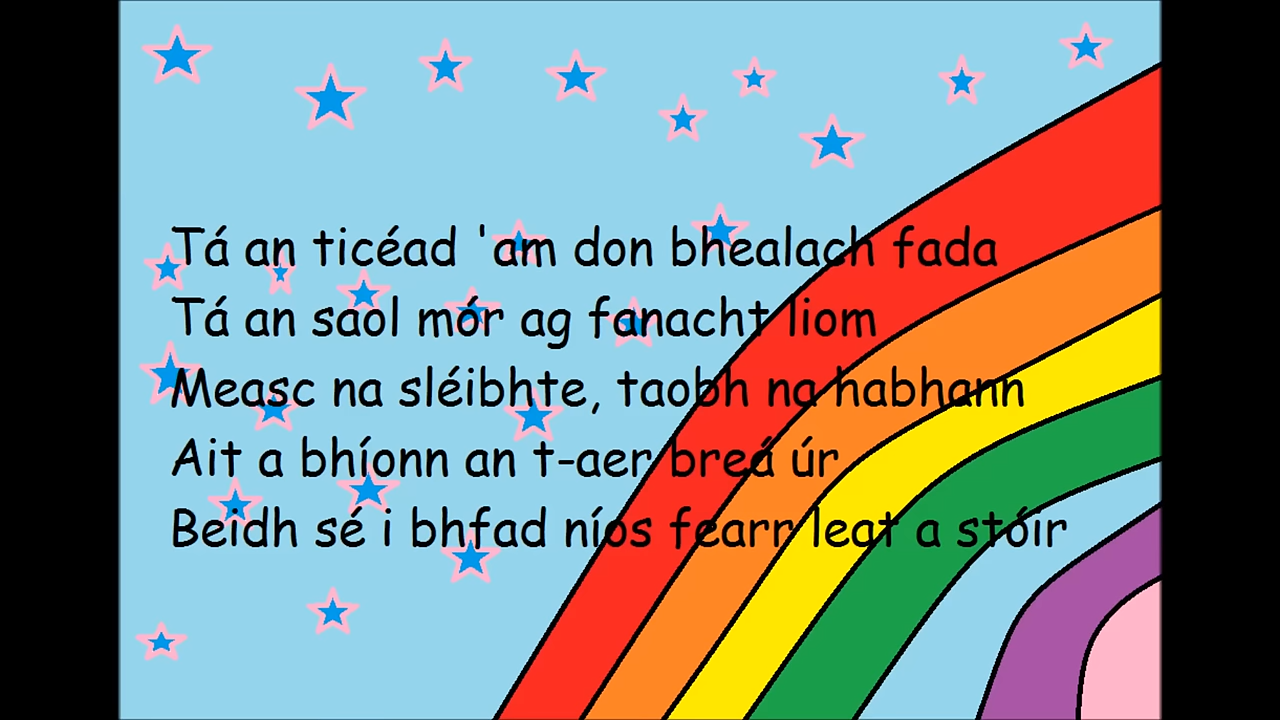 Tá an ticéad 'am don bhealach fada
Tá an saol mór ag fanacht liom
Measc na sléibhte, taobh na habhann
Ait a bhíonn an t-aer breá úr
Beidh sé i bhfad níos fearr leat a stóir